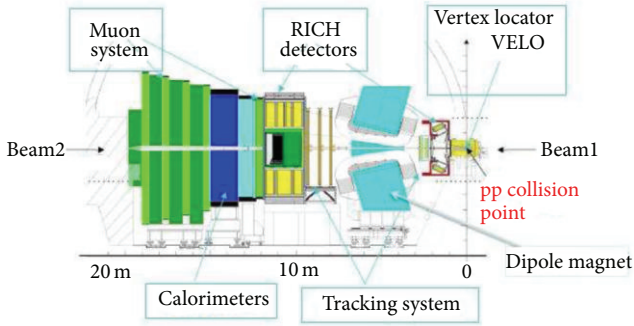 Muon
system
RICH
detectors
Vertex locator
VELO
Beam2
Beam1
pp collision
point
Dipole magnet
20 m
10 m
0
Calorimeters
Tracking system